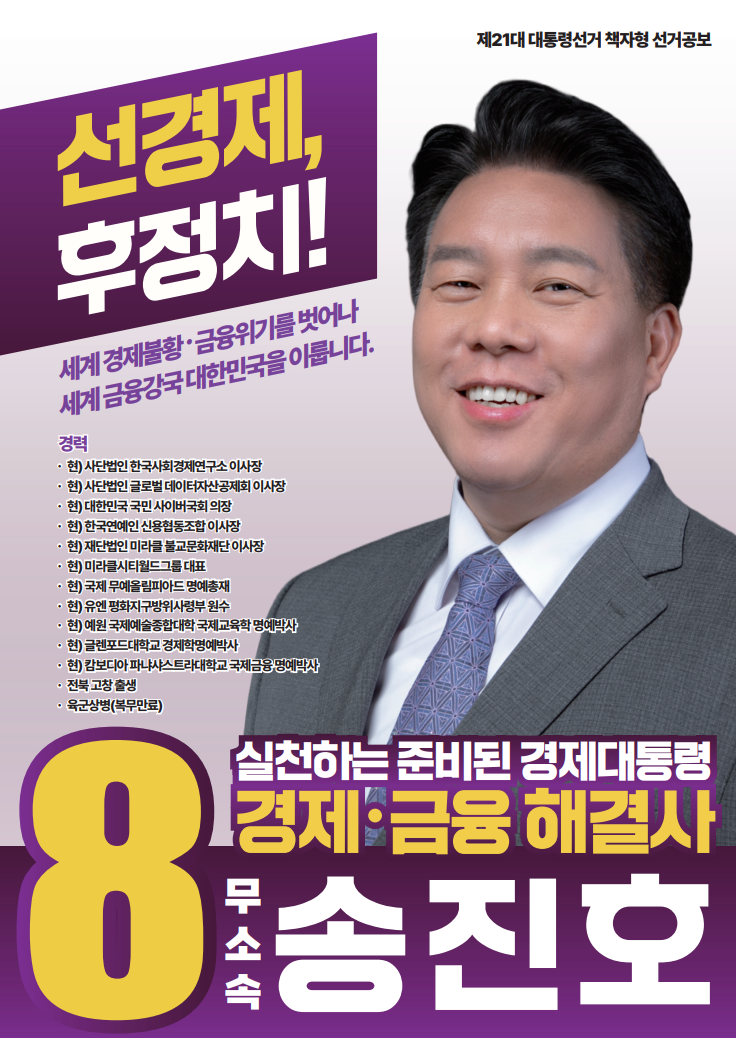 제21대 대통령선거 책자형 선거공보
선경제,
후정치!
세계 경제불황·금융위기를 벗어나
세계 금융강국 대한민국을 이룹니다.
경력
· 현) 사단법인 한국사회경제연구소 이사장
· 현) 사단법인 글로벌 데이터자산공제회 이사장
· 현) 대한민국 국민 사이버국회 의장
· 현) 한국연예인 신용협동조합 이사장
· 현) 재단법인 미라클 불교문화재단 이사장
· 현) 미라클시티월드그룹 대표
· 현) 국제 무예올림피아드 명예총재
· 현) 유엔 평화지구방위사령부 원수
· 현) 예원 국제예술종합대학 국제교육학 명예박사
· 현) 글렌포드대학교 경제학명예박사
· 현) 캄보디아 파냐샤스트라대학교 국제금융 명예박사
· 전북 고창 출생
· 육군상병(복무만료)
실천하는 준비된 경제대통령
경제·금융 해결사
8
무소속
송진호